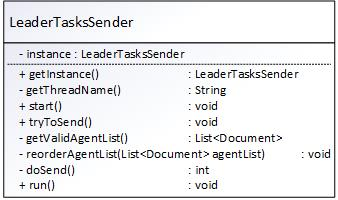 LeaderTasksSender
- instance : LeaderTasksSender
+ getInstance() : LeaderTasksSender
- getThreadName() : String
+ start() : void
+ tryToSend() : void
- getValidAgentList() : List<Document>
- reorderAgentList(List<Document> agentList) : void
- doSend() : int
+ run() : void